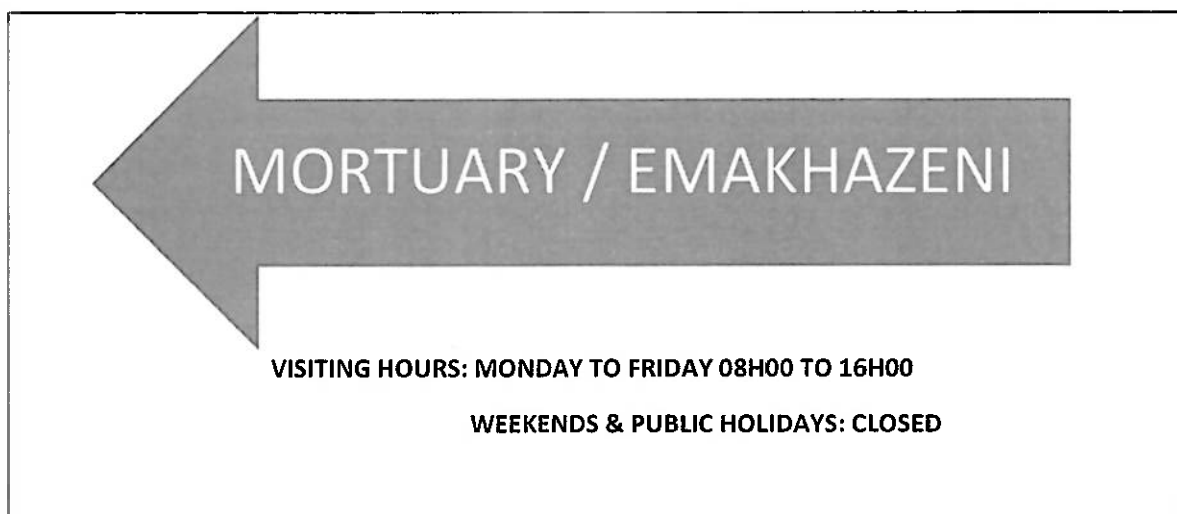 MORTUARY / EMAKHAZENI
VISITING HOURS: MONDAY TO FRIDAY 08H00 TO 16H00
WEEKENDS & PUBLIC HOLIDAYS: CLOSED